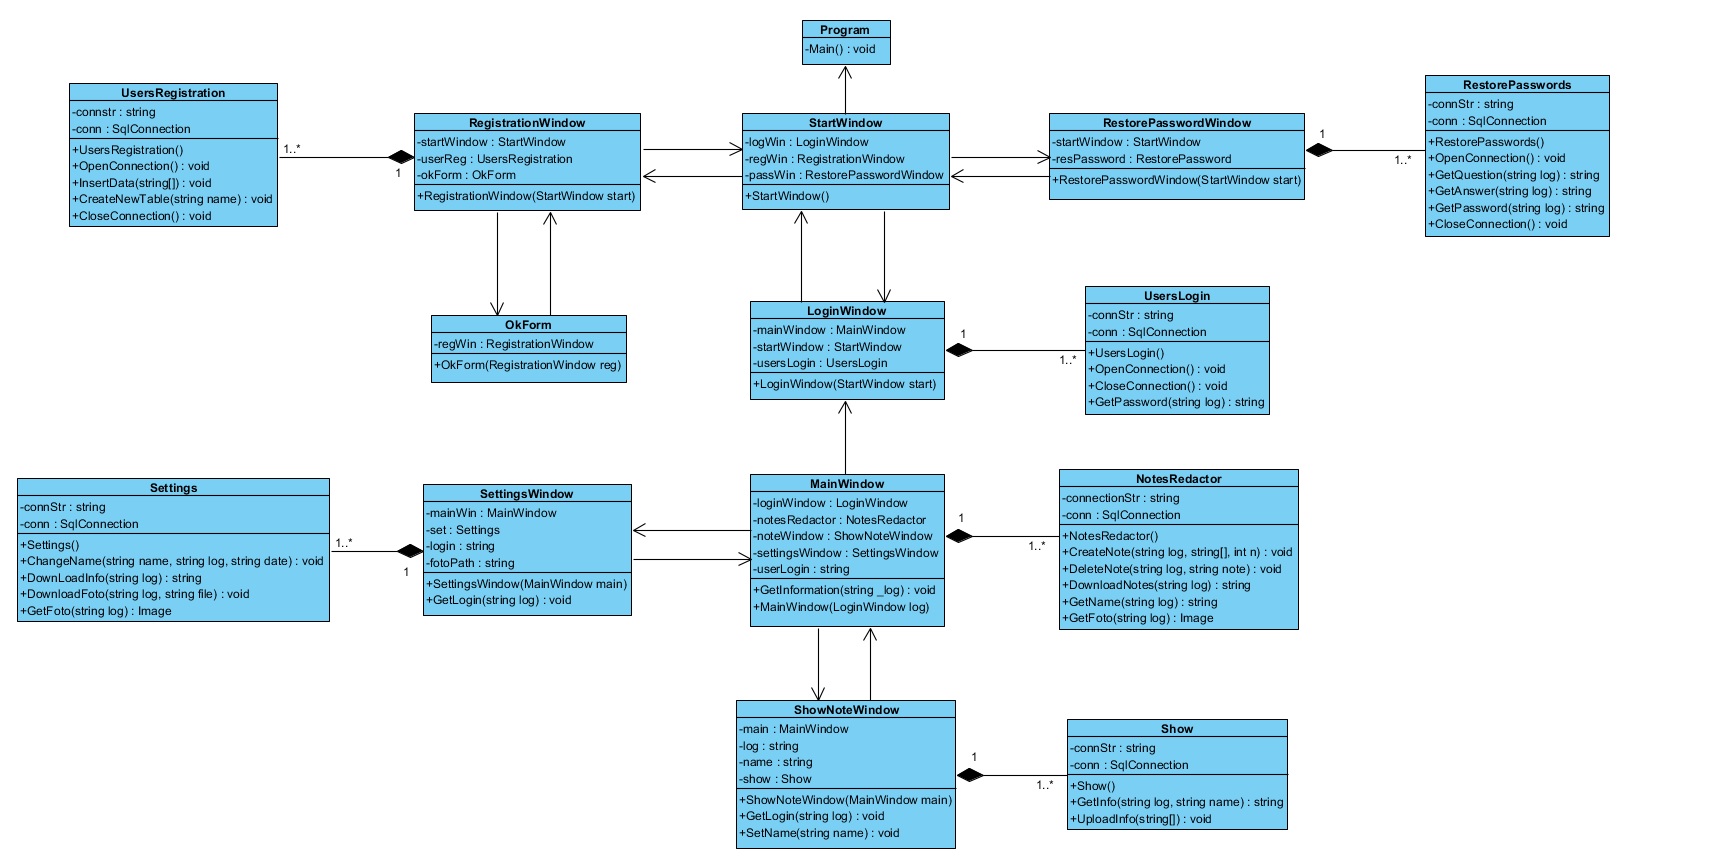 Program
-Main() : void
UsersRegistration
-connstr : string
-conn : SqlConnection
+UsersRegistration()
+OpenConnection() : void
+InsertData(string[]) : void
+CreateNewTable(string name) : void
+CloseConnection() : void
1..*
1
RegistrationWindow
-startWindow : StartWindow
-userReg : UsersRegistration
-okForm : OkForm
+RegistrationWindow(StartWindow start)
StartWindow
-logWin : LoginWindow
-regWin : RegistrationWindow
-passWin : RestorePasswordWindow
+StartWindow()
RestorePasswordWindow
-startWindow : StartWindow
-resPassword : RestorePassword
+RestorePasswordWindow(StartWindow start)
1
1..*
RestorePasswords
-connStr : string
-conn : SqlConnection
+RestorePasswords()
+OpenConnection() : void
+GetQuestion(string log) : string
+GetAnswer(string log) : string
+GetPassword(string log) : string
+CloseConnection() : void
OkForm
-regWin : RegistrationWindow
+OkForm(RegistrationWindow reg)
LoginWindow
-mainWindow : MainWindow
-startWindow : StartWindow
-usersLogin : UsersLogin
+LoginWindow(StartWindow start)
1
1..*
UsersLogin
-connStr : string
-conn : SqlConnection
+UsersLogin()
+OpenConnection() : void
+CloseConnection() : void
+GetPassword(string log) : string
Settings
-connStr : string
-conn : SqlConnection
+Settings()
+ChangeName(string name, string log, string date) : void
+DownLoadInfo(string log) : string
+DownloadFoto(string log, string file) : void
+GetFoto(string log) : Image
1..*
1
SettingsWindow
-mainWin : MainWindow
-set : Settings
-login : string
-fotoPath : string
+SettingsWindow(MainWindow main)
+GetLogin(string log) : void
MainWindow
-loginWindow : LoginWindow
-notesRedactor : NotesRedactor
-noteWindow : ShowNoteWindow
-settingsWindow : SettingsWindow
-userLogin : string
+GetInformation(string _log) : void
+MainWindow(LoginWindow log)
1
1..*
NotesRedactor
-connectionStr : string
-conn : SqlConnection
+NotesRedactor()
+CreateNote(string log, string[], int n) : void
+DeleteNote(string log, string note) : void
+DownloadNotes(string log) : string
+GetName(string log) : string
+GetFoto(string log) : Image
ShowNoteWindow
-main : MainWindow
-log : string
-name : string
-show : Show
+ShowNoteWindow(MainWindow main)
+GetLogin(string log) : void
+SetName(string name) : void
1
1..*
Show
-connStr : string
-conn : SqlConnection
+Show()
+GetInfo(string log, string name) : string
+UploadInfo(string[]) : void